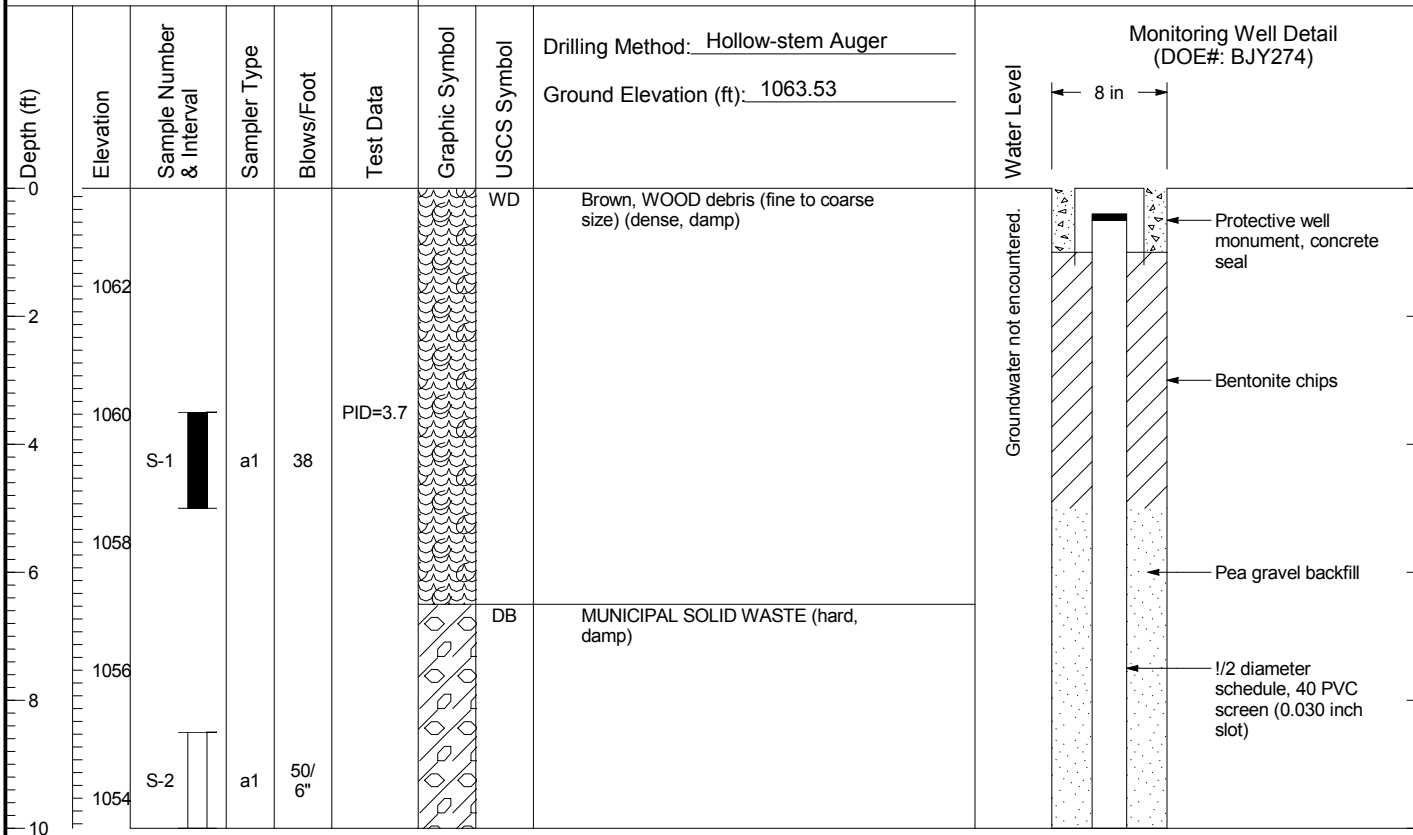 Depth (ft)
Elevation
Sample Number
& Interval
Sampler Type
Blows/Foot
Test Data
Graphic Symbol
USCS Symbol
Drilling Method: Hollow-stem Auger
Ground Elevation (ft): 1063.53
Water Level
Monitoring Well Detail
(DOE#: BJY274)
8 in
0
WD
Brown, WOOD debris (fine to coarse
size) (dense, damp)
Groundwater not encountered.
Protective well
monument, concrete
seal
1062
2
Bentonite chips
1060
PID=3.7
4
S-1
a1
38
1058
6
Pea gravel backfill
DB
MUNICIPAL SOLID WASTE (hard,
damp)
1056
!/2 diameter
schedule, 40 PVC
screen (0.030 inch
slot)
8
S-2
a1
50/
6"
1054
10